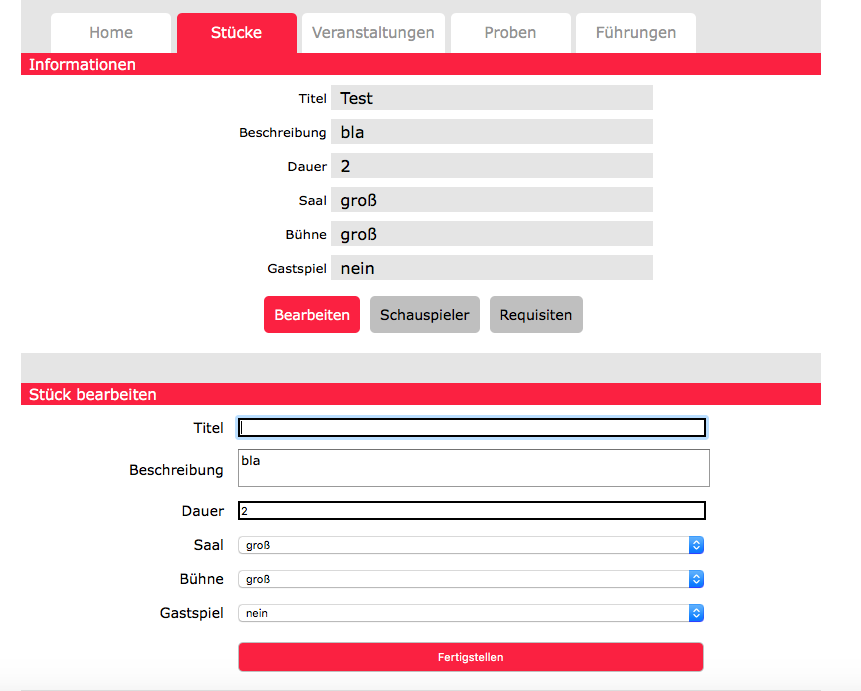 Home Stücke Veranstaltungen Proben Führungen
Informationen
Titel Test
Beschreibung bla
Dauer 2
Saal groß
Bühne groß
Gastspiel nein
Bearbeiten Schauspieler Requisiten
Stück bearbeiten
Titel
Beschreibung bla
Dauer 2
Saal groß
Bühne groß
Gastspiel nein
Fertigstellen